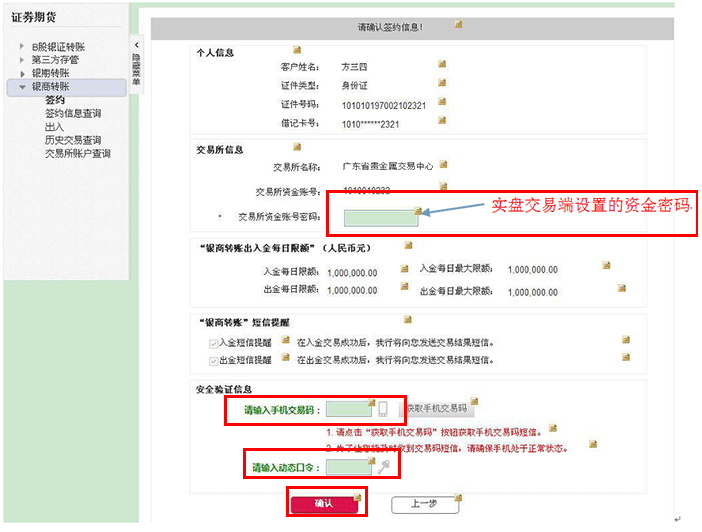 证券期货
B股银证转账
第三方存管
银期转账
银商转账
签约
签约信息查询
出入
历史交易查询
交易所账户查询
隐藏菜单
请确认签约信息！
个人信息
客户姓名： 方三四
证件类型： 身份证
证件号码： 101010197002102321
借记卡号： 1010******2321
交易所信息
交易所名称： 广东省贵金属交易中心
交易所资金账号： 1010010232
* 交易所资金账号密码：
实盘交易端设置的资金密码
“银商转账出入金每日限额”（人民币元）
入金每日限额： 1,000,000.00 入金每日最大限额： 1,000,000.00
出金每日限额： 1,000,000.00 出金每日最大限额： 1,000,000.00
“银商转账”短信提醒
入金短信提醒 在入金交易成功后，我行将向您发送交易结果短信。
出金短信提醒 在出金交易成功后，我行将向您发送交易结果短信。
安全验证信息
请输入手机交易码： 获取手机交易码
1. 请点击“获取手机交易码”按钮获取手机交易码短信。
2. 为了让您能及时收到交易码短信，请确保手机处于正常状态。
请输入动态口令：
确认 上一步